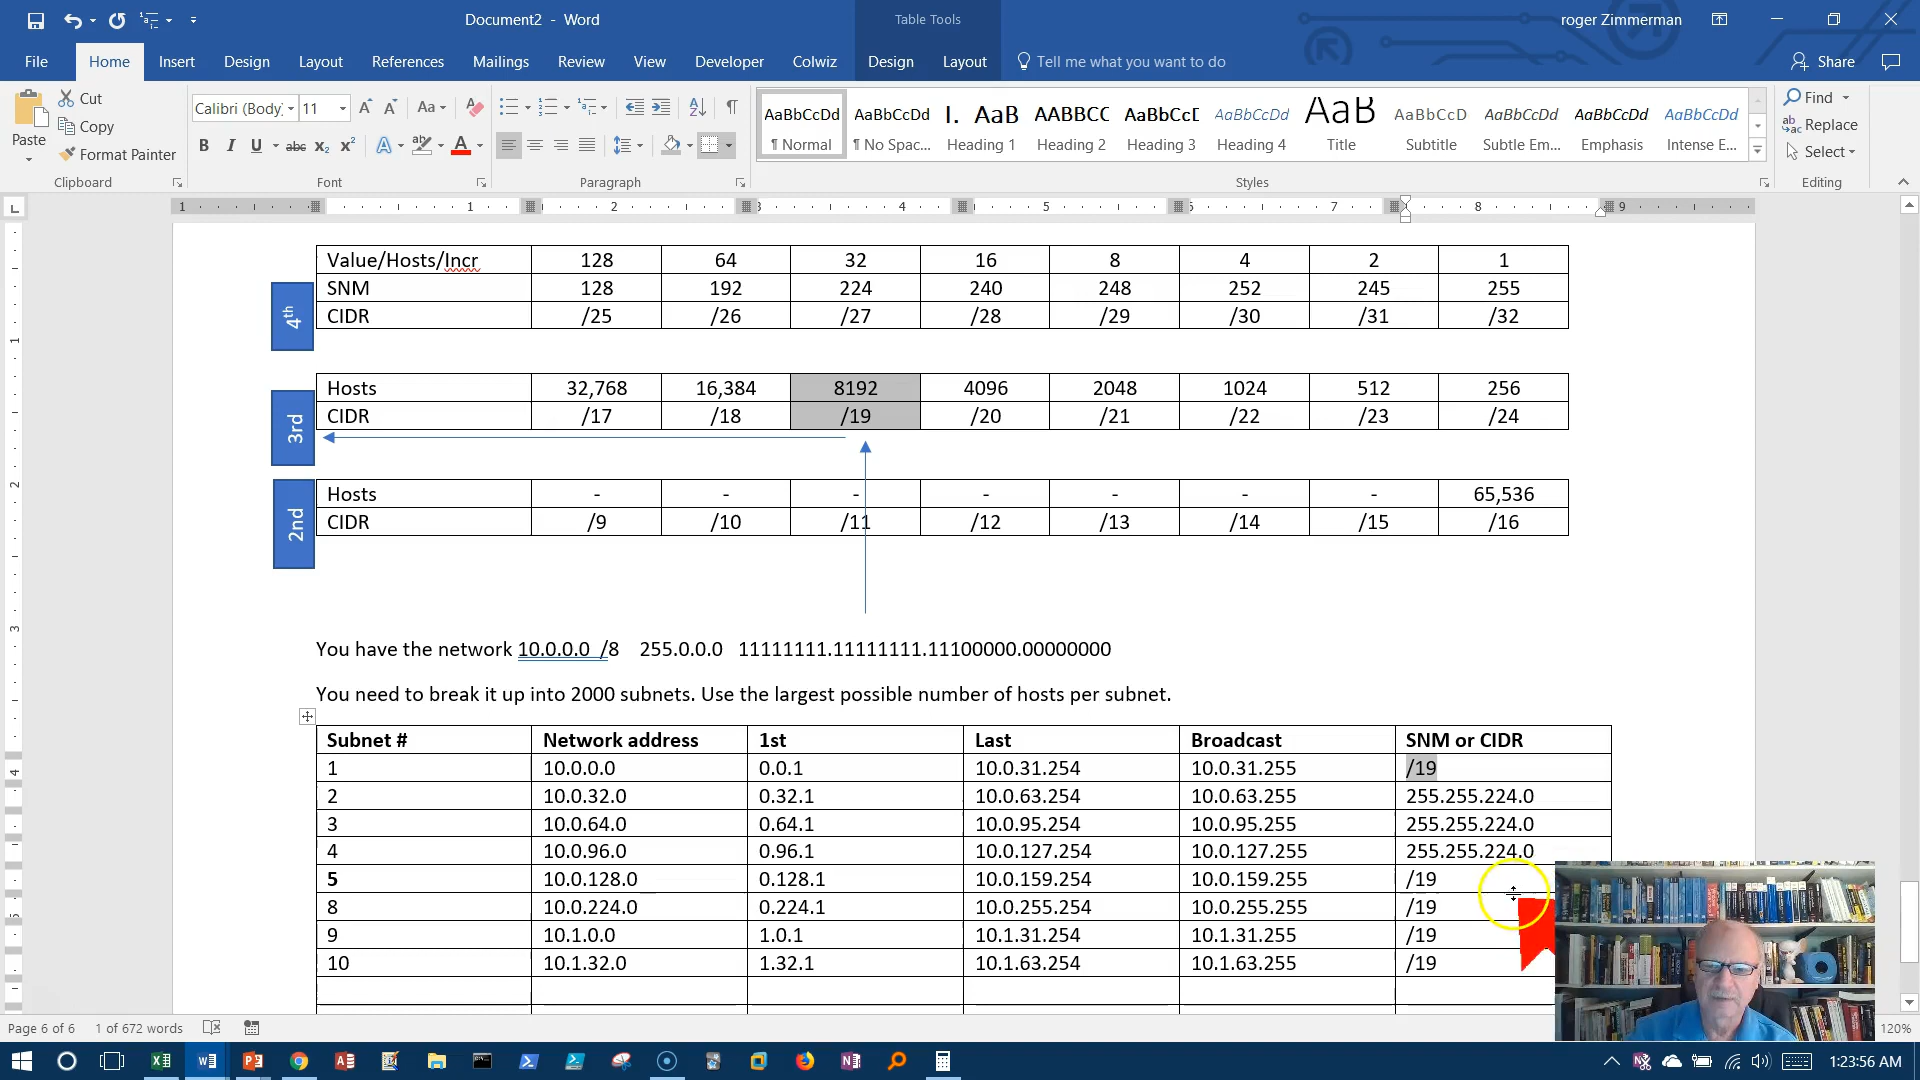 Document2 - Word
Table Tools
roger Zimmerman
File Home Insert Design Layout References Mailings Review View Developer Colwiz Design Layout Tell me what you want to do Share
Paste
Cut
Copy
Format Painter
Clipboard
Calibri (Body) 11
Font
Paragraph
AaBbCcDd AaBbCcDd I. AaB AABBCC AaBbCcI AaBbCcDd AaB AaBbCcD AaBbCcDd AaBbCcDd AaBbCcDd
¶ Normal ¶ No Spac... Heading 1 Heading 2 Heading 3 Heading 4 Title Subtitle Subtle Em... Emphasis Intense E...
Styles
Find
Replace
Select
Editing
1 1 2 3 4 5 6 7 8 9
4th
Value/Hosts/Incr 128 64 32 16 8 4 2 1
SNM 128 192 224 240 248 252 245 255
CIDR /25 /26 /27 /28 /29 /30 /31 /32
3rd
Hosts 32,768 16,384 8192 4096 2048 1024 512 256
CIDR /17 /18 /19 /20 /21 /22 /23 /24
2nd
Hosts - - - - - - - 65,536
CIDR /9 /10 /11 /12 /13 /14 /15 /16
You have the network 10.0.0.0 /8 255.0.0.0 11111111.11111111.11100000.00000000
You need to break it up into 2000 subnets. Use the largest possible number of hosts per subnet.
Subnet # Network address 1st Last Broadcast SNM or CIDR
1 10.0.0.0 0.0.1 10.0.31.254 10.0.31.255 /19
2 10.0.32.0 0.32.1 10.0.63.254 10.0.63.255 255.255.224.0
3 10.0.64.0 0.64.1 10.0.95.254 10.0.95.255 255.255.224.0
4 10.0.96.0 0.96.1 10.0.127.254 10.0.127.255 255.255.224.0
5 10.0.128.0 0.128.1 10.0.159.254 10.0.159.255 /19
8 10.0.224.0 0.224.1 10.0.255.254 10.0.255.255 /19
9 10.1.0.0 1.0.1 10.1.31.254 10.1.31.255 /19
10 10.1.32.0 1.32.1 10.1.63.254 10.1.63.255 /19
Page 6 of 6 1 of 672 words 120%
1:23:56 AM